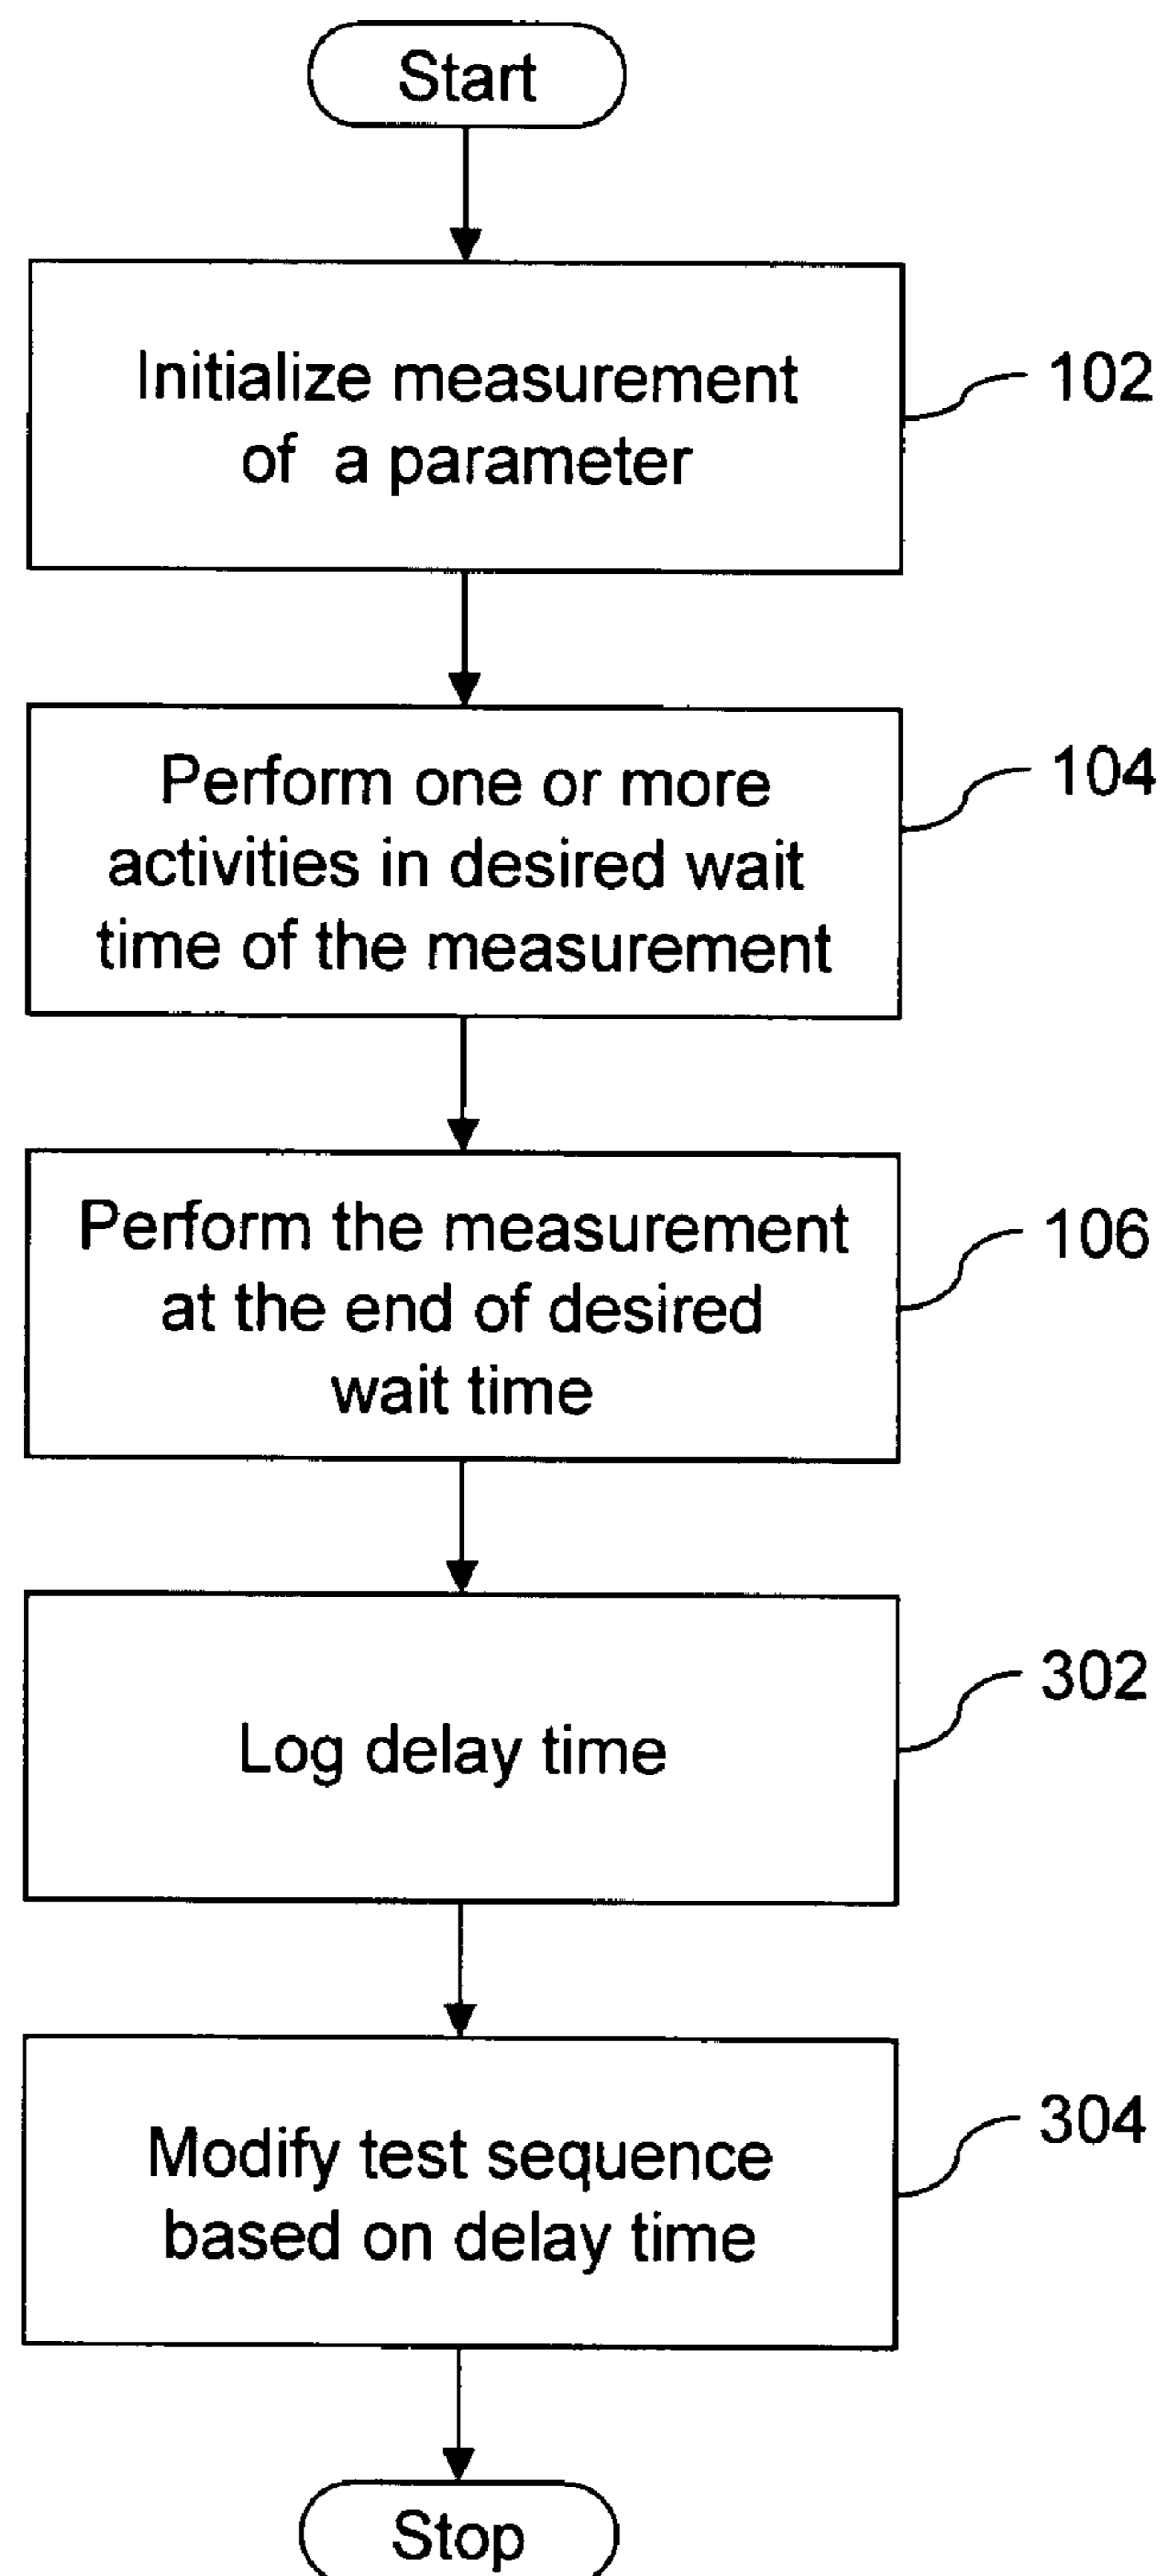 Start
Initialize measurement
of a parameter
102
Perform one or more
activities in desired wait
time of the measurement
104
Perform the measurement
at the end of desired
wait time
106
Log delay time
302
Modify test sequence
based on delay time
304
Stop